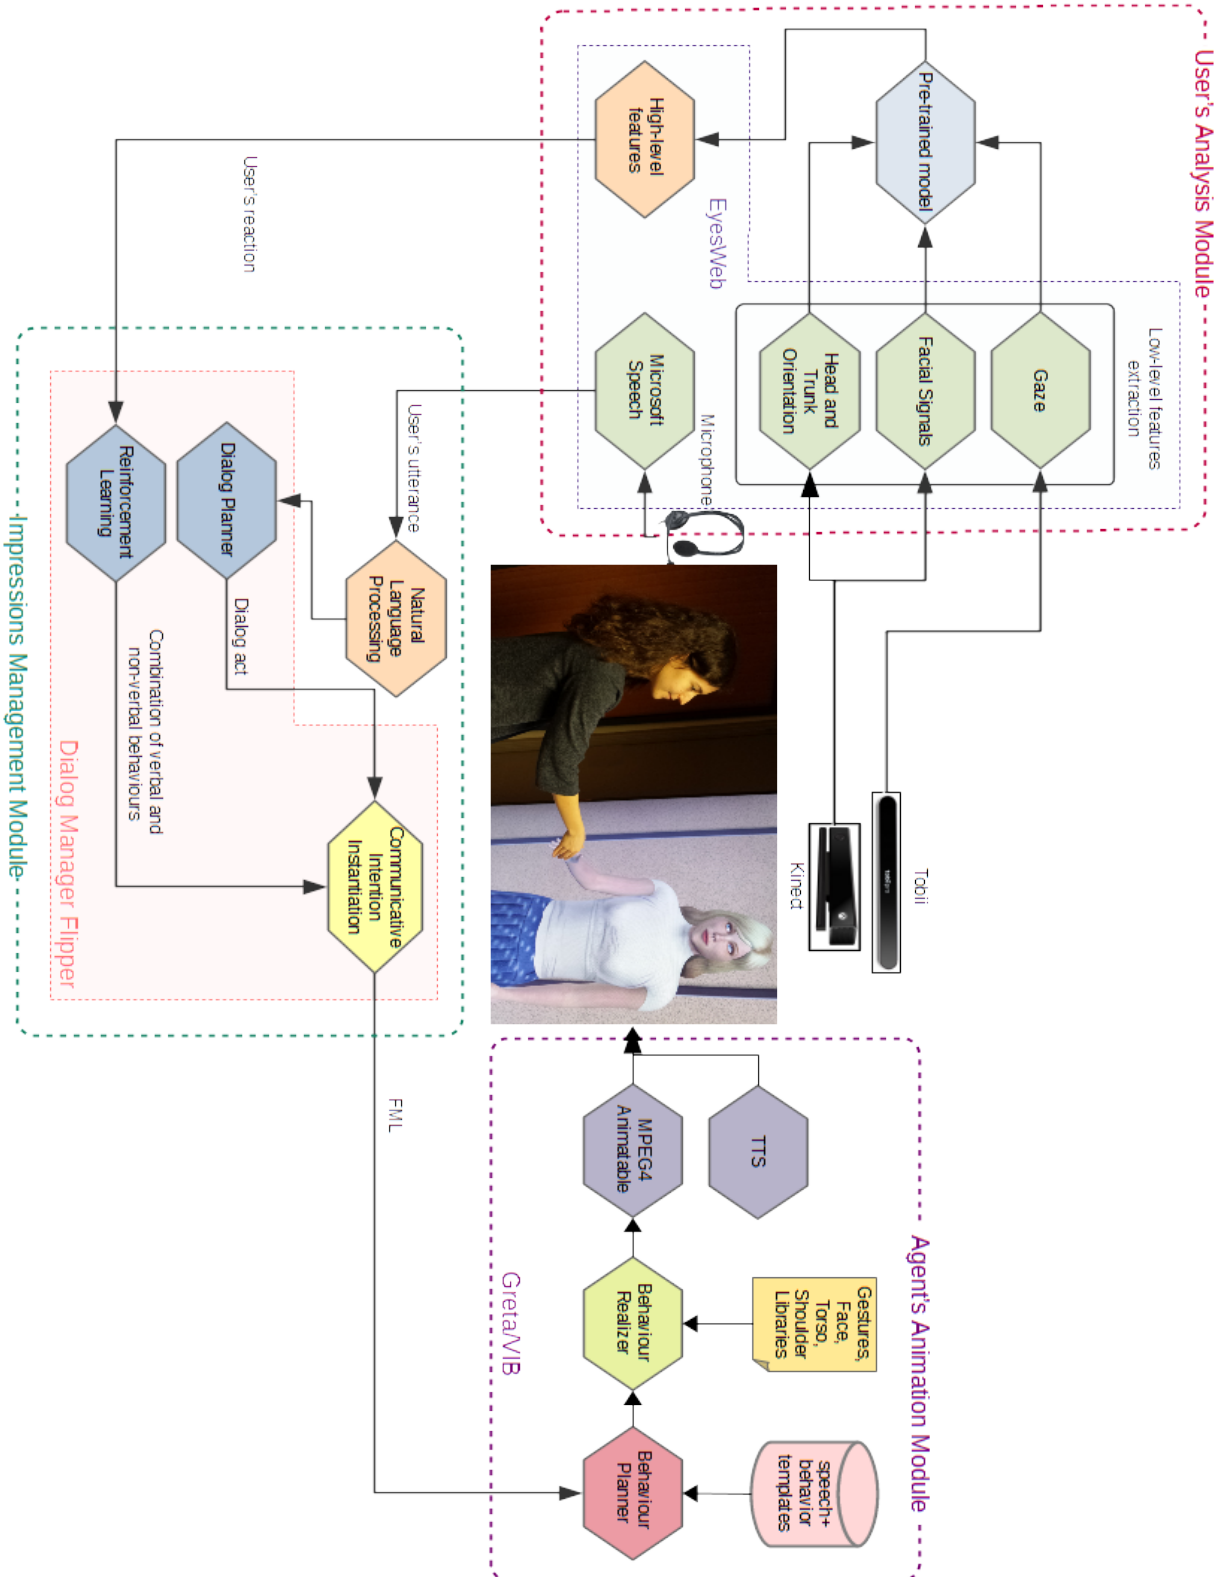 User's Analysis Module
Low-level features
extraction
Pre-trained model
Gaze
Facial Signals
Head and
Trunk
Orientation
EyesWeb
High-level
features
Microsoft
Speech
Microphone
Tobii
Kinect
User's reaction
User's utterance
Natural
Language
Processing
Dialog Planner
Reinforcement
Learning
Dialog act
Combination of verbal and
non-verbal behaviours
Communicative
Intention
Instantiation
Dialog Manager Flipper
Impressions Management Module
FML
Agent's Animation Module
TTS
MPEG4
Animatable
Gestures,
Face,
Torso,
Shoulder
Libraries
Behaviour
Realizer
speech+
behavior
templates
Behaviour
Planner
Greta/VIB